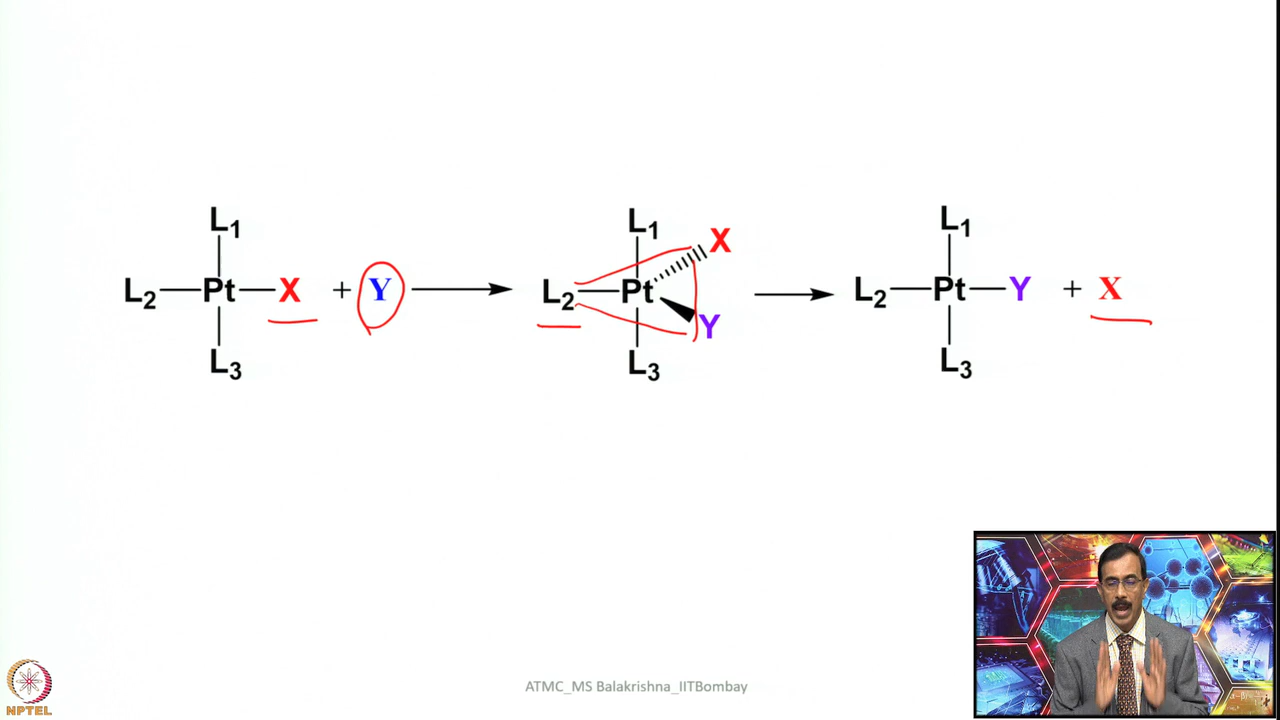 L₁ L₁ L₁
X
L₂—Pt—X + Y L₂—Pt L₂—Pt—Y + X
Y
L₃ L₃ L₃
ATMC_MS Balakrishna_IITBombay
NPTEL